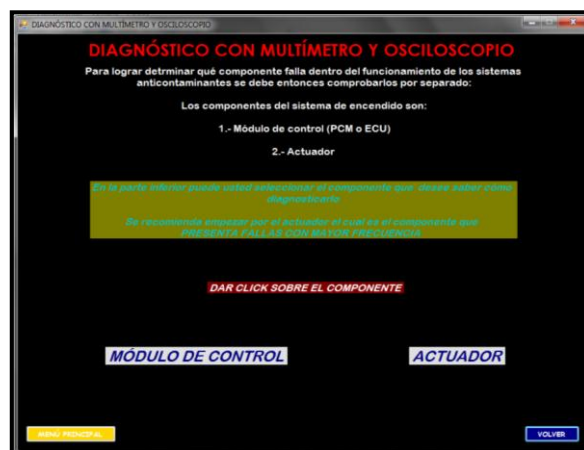 DIAGNÓSTICO CON MULTÍMETRO Y OSCILOSCOPIO
DIAGNÓSTICO CON MULTÍMETRO Y OSCILOSCOPIO
Para lograr detrminar qué componente falla dentro del funcionamiento de los sistemas
anticontaminantes se debe entonces comprobarlos por separado:
Los componentes del sistema de encendido son:
1.- Módulo de control (PCM o ECU)
2.- Actuador
En la parte inferior puede usted seleccionar el componente que desse saber cómo
diagnosticarlo
Se recomienda empezar por el actuador el cual es el componente que
PRESENTA FALLAS CON MAYOR FRECUENCIA
DAR CLICK SOBRE EL COMPONENTE
MÓDULO DE CONTROL
ACTUADOR
MENÚ PRINCIPAL
VOLVER